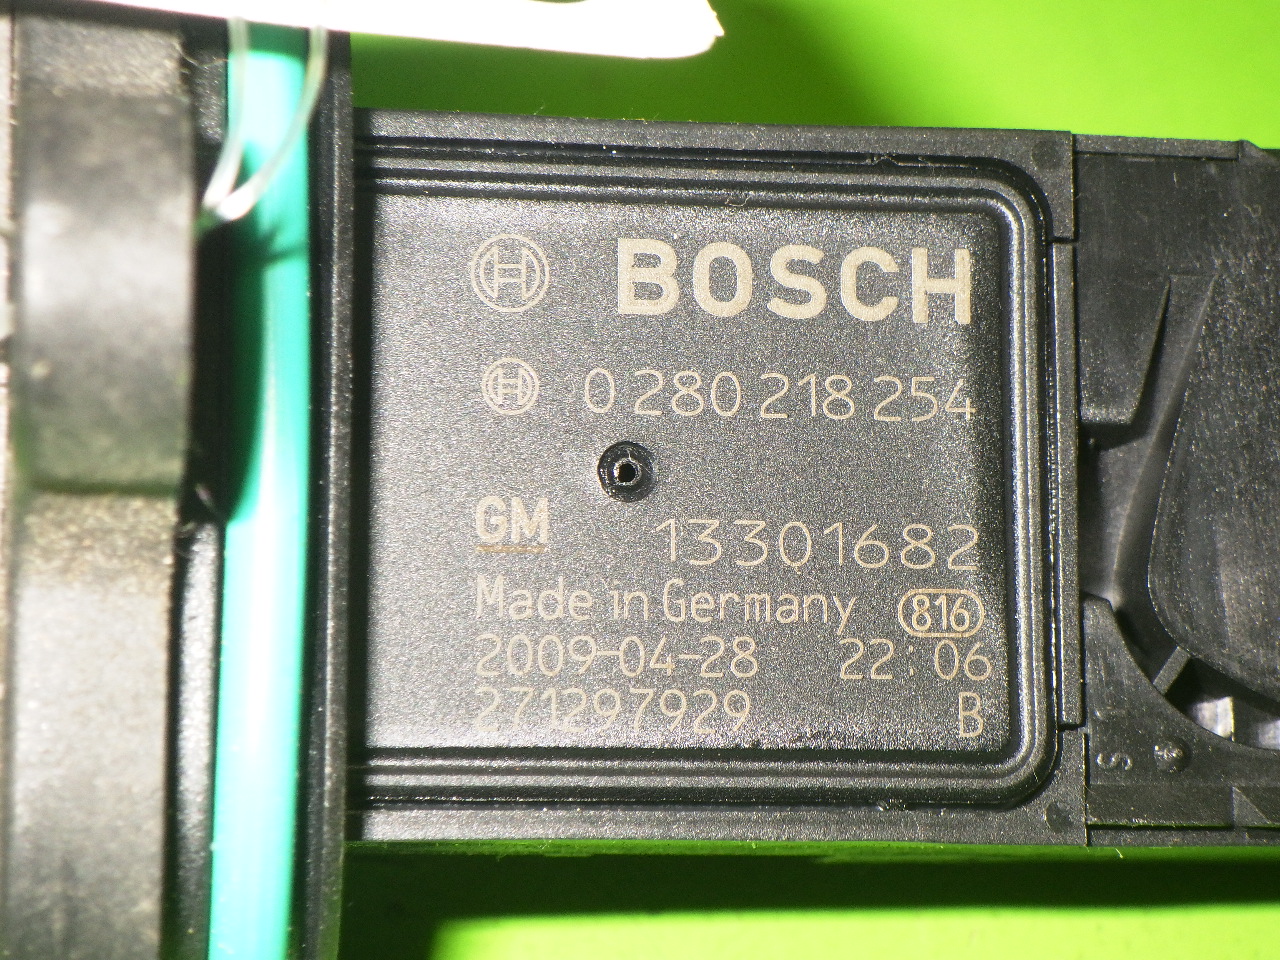 BOSCH
0 280 218 254
GM 13301682
Made in Germany 816
2009-04-28 22:06
271297929 B
S